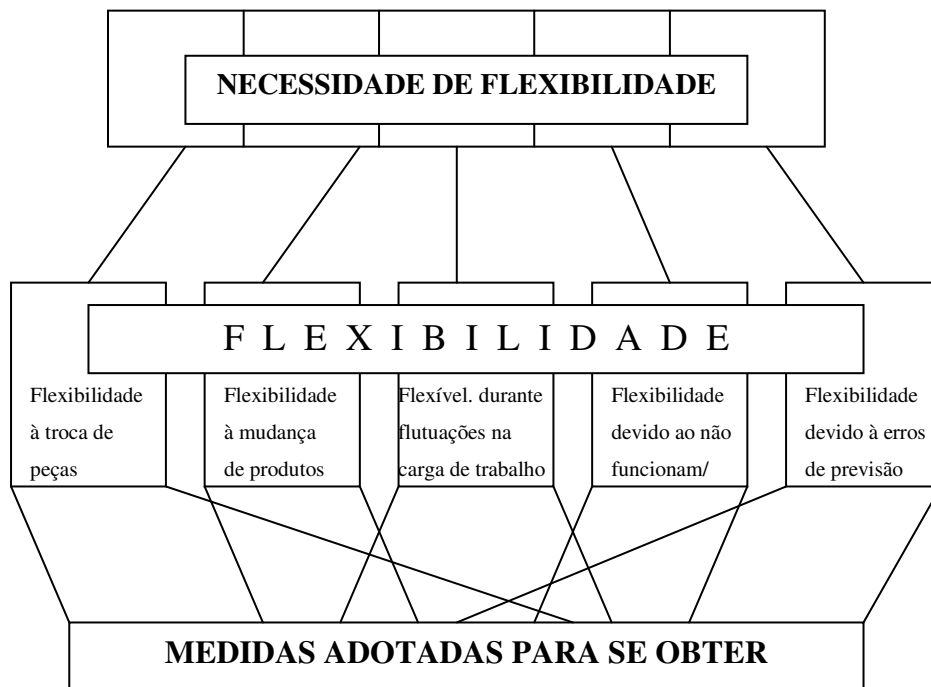 NECESSIDADE DE FLEXIBILIDADE
F L E X I B I L I D A D E
Flexibilidade
à troca de
peças
Flexibilidade
à mudança
de produtos
Flexível. durante
flutuações na
carga de trabalho
Flexibilidade
devido ao não
funcionam/
Flexibilidade
devido à erros
de previsão
MEDIDAS ADOTADAS PARA SE OBTER